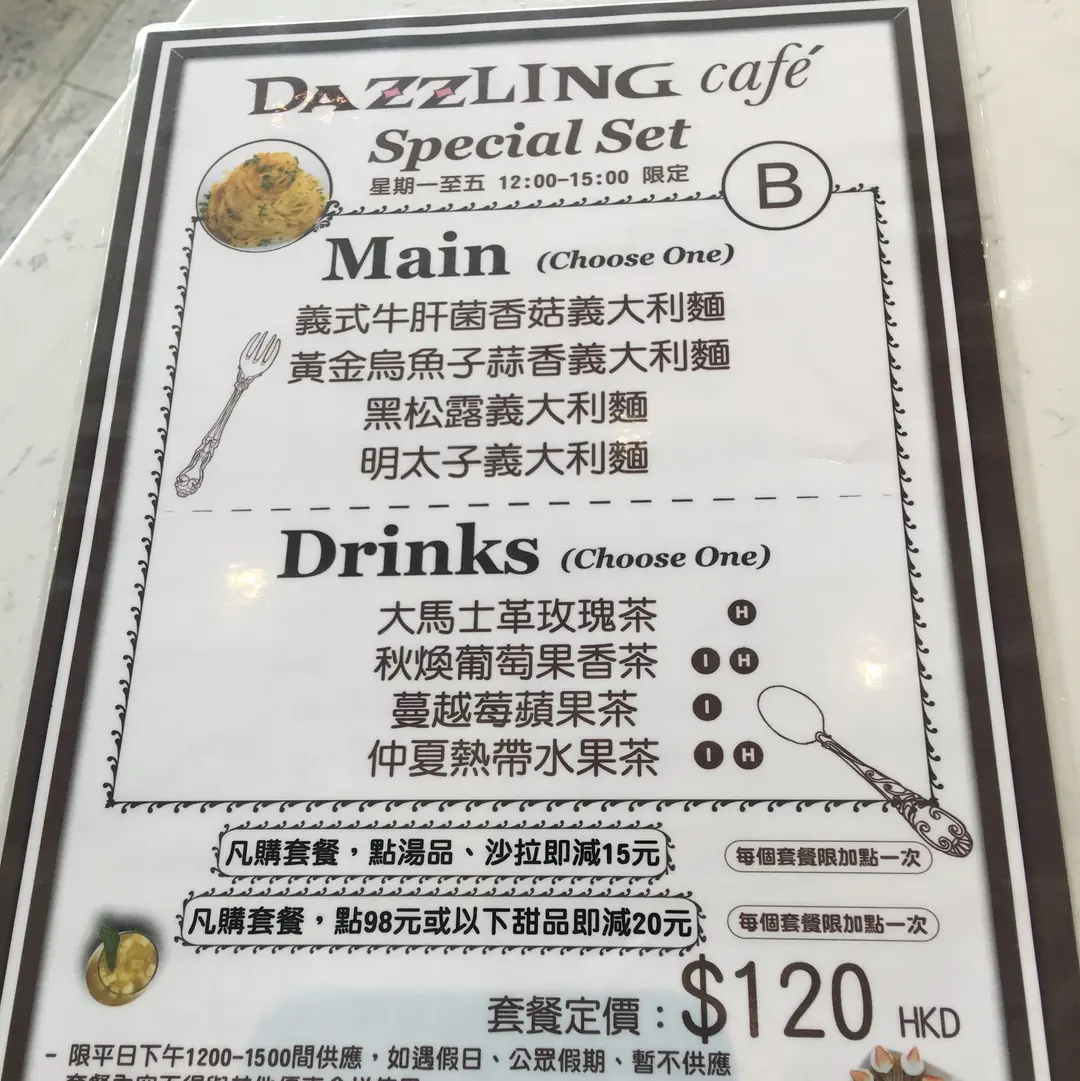 DAZZLING café
Special Set
星期一至五 12:00-15:00 限定
B
Main (Choose One)
義式牛肝菌香菇義大利麵
黃金烏魚子蒜香義大利麵
黑松露義大利麵
明太子義大利麵
Drinks (Choose One)
大馬士革玫瑰茶 H
秋煥葡萄果香茶 I H
蔓越莓蘋果茶 I
仲夏熱帶水果茶 I H
凡購套餐，點湯品、沙拉即減15元 每個套餐限加點一次
凡購套餐，點98元或以下甜品即減20元 每個套餐限加點一次
套餐定價：$120 HKD
- 限平日下午1200-1500間供應，如遇假日、公眾假期、暫不供應